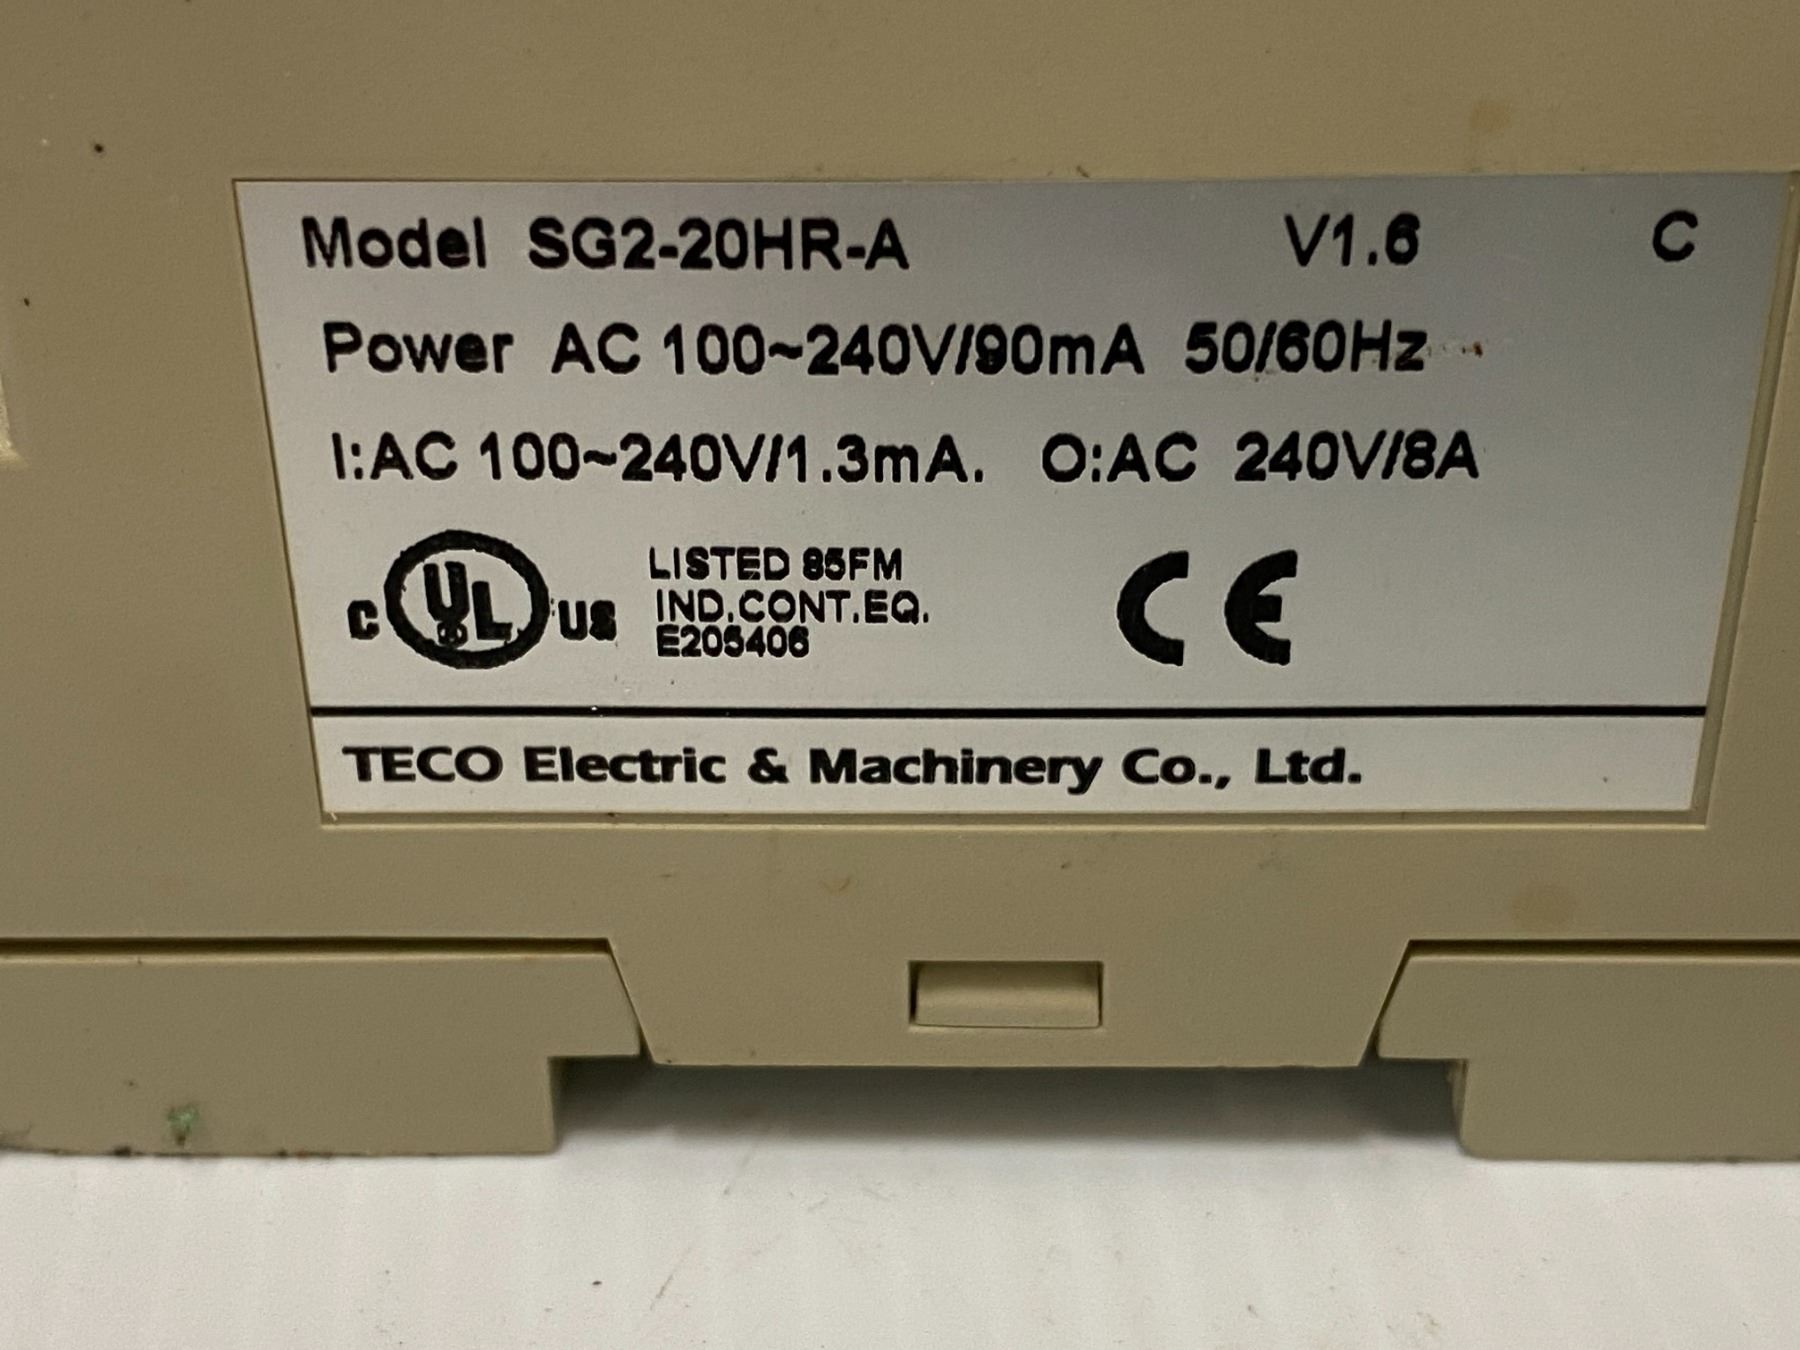 Model SG2-20HR-A V1.6 C
Power AC 100~240V/90mA 50/60Hz
I:AC 100~240V/1.3mA. O:AC 240V/8A
C UL US LISTED 85FM
IND.CONT.EQ.
E205406
CE
TECO Electric & Machinery Co., Ltd.